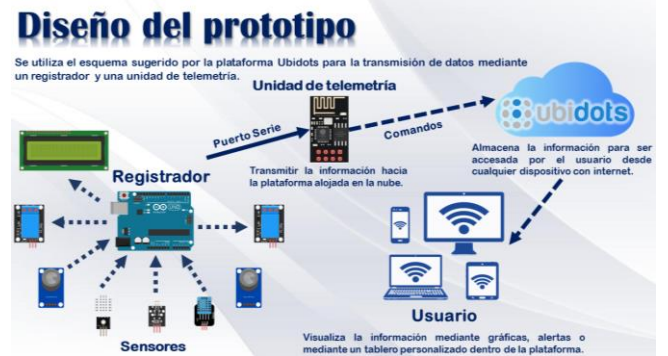 Diseño del prototipo
Se utiliza el esquema sugerido por la plataforma Ubidots para la transmisión de datos mediante
un registrador y una unidad de telemetría.
Unidad de telemetría
Puerto Serie
Comandos
ubidots
Transmitir la información hacia
la plataforma alojada en la nube.
Almacena la información para ser
accesada por el usuario desde
cualquier dispositivo con internet.
Registrador
Sensores
Usuario
Visualiza la información mediante gráficas, alertas o
mediante un tablero personalizado dentro de la plataforma.